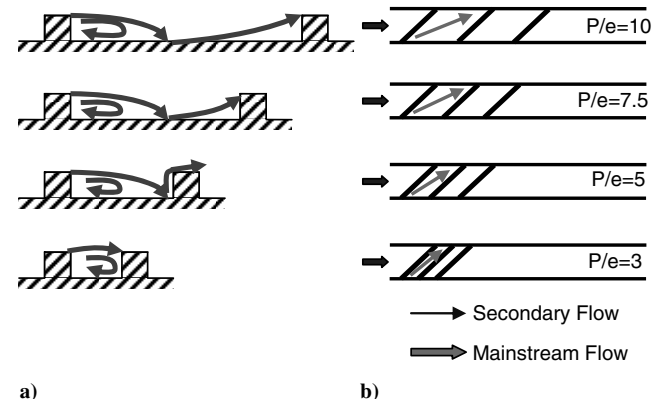 P/e=10
P/e=7.5
P/e=5
P/e=3
Secondary Flow
Mainstream Flow
a) b)